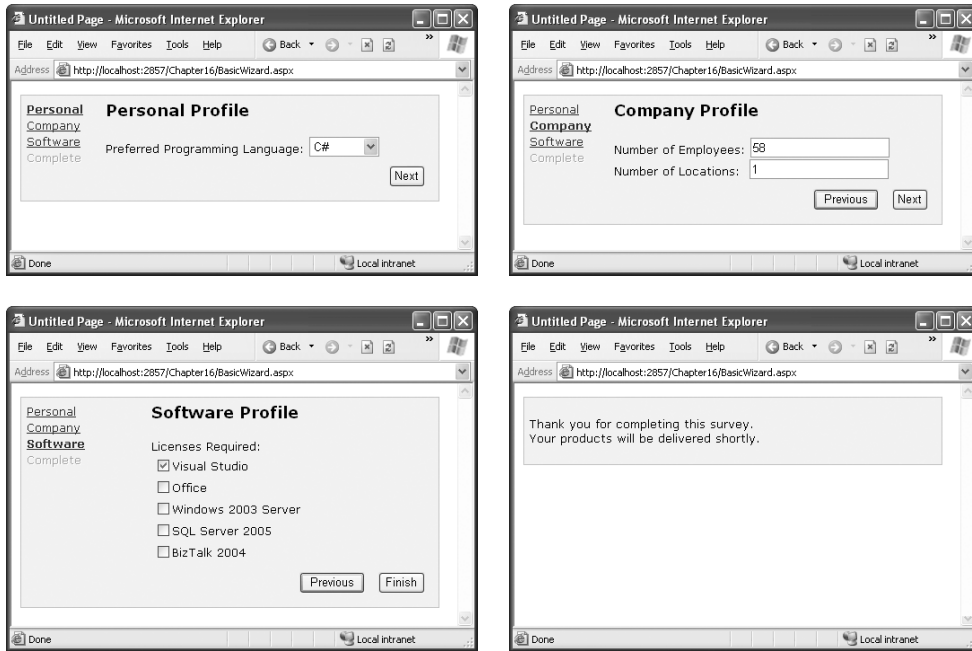 Untitled Page - Microsoft Internet Explorer
File Edit View Favorites Tools Help Back »
Address http://localhost:2857/Chapter16/BasicWizard.aspx
Personal
Company
Software
Complete
Personal Profile
Preferred Programming Language: C#
Next
Done Local intranet
Untitled Page - Microsoft Internet Explorer
File Edit View Favorites Tools Help Back »
Address http://localhost:2857/Chapter16/BasicWizard.aspx
Personal
Company
Software
Complete
Company Profile
Number of Employees: 58
Number of Locations: 1
Previous Next
Done Local intranet
Untitled Page - Microsoft Internet Explorer
File Edit View Favorites Tools Help Back »
Address http://localhost:2857/Chapter16/BasicWizard.aspx
Personal
Company
Software
Complete
Software Profile
Licenses Required:
Visual Studio
Office
Windows 2003 Server
SQL Server 2005
BizTalk 2004
Previous Finish
Done Local intranet
Untitled Page - Microsoft Internet Explorer
File Edit View Favorites Tools Help Back »
Address http://localhost:2857/Chapter16/BasicWizard.aspx
Thank you for completing this survey.
Your products will be delivered shortly.
Done Local intranet